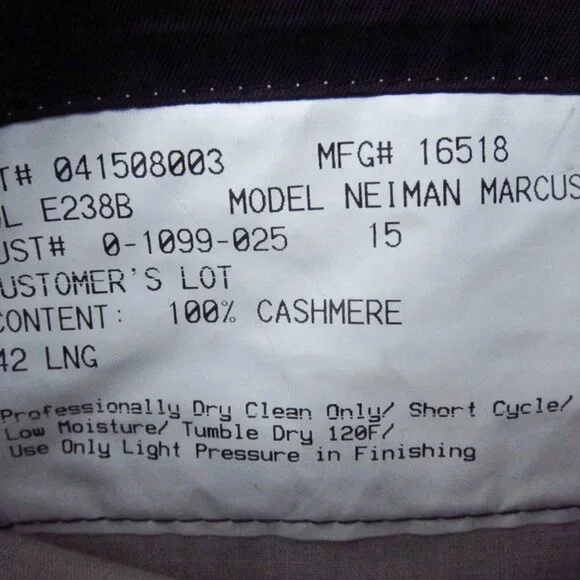 T# 041508003 MFG# 16518
L E238B MODEL NEIMAN MARCUS
UST# 0-1099-025 15
USTOMER'S LOT
CONTENT: 100% CASHMERE
42 LNG
Professionally Dry Clean Only/ Short Cycle/
Low Moisture/ Tumble Dry 120F/
Use Only Light Pressure in Finishing